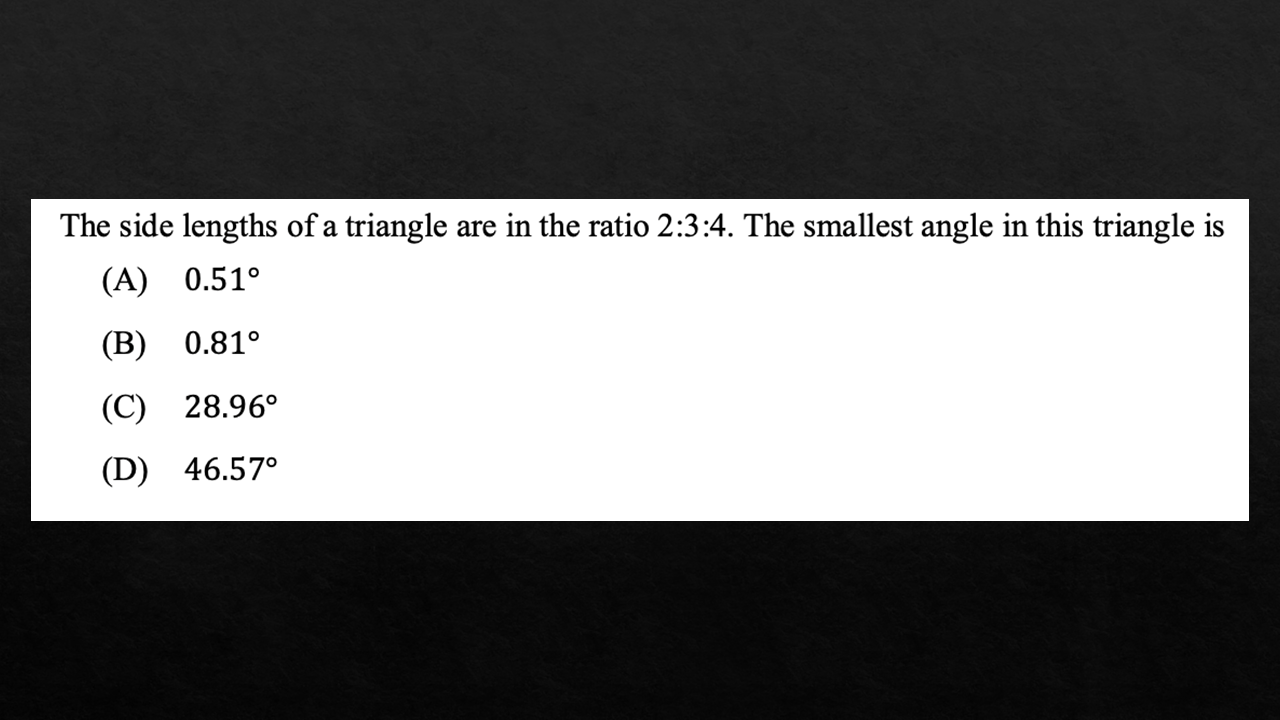 The side lengths of a triangle are in the ratio 2:3:4. The smallest angle in this triangle is
(A) 0.51°
(B) 0.81°
(C) 28.96°
(D) 46.57°